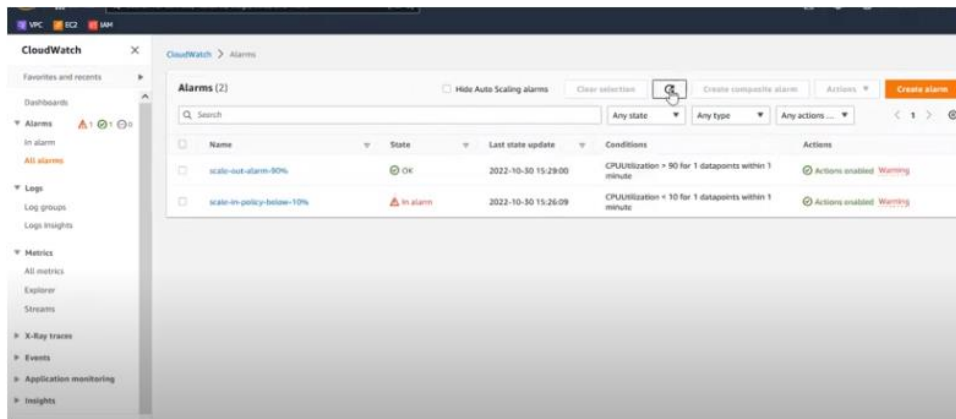 VPC EC2 IAM
CloudWatch ×
Favorites and recents
Dashboards
Alarms 1 1 0
In alarm
All alarms
Logs
Log groups
Logs Insights
Metrics
All metrics
Explorer
Streams
X-Ray traces
Events
Application monitoring
Insights
CloudWatch > Alarms
Alarms (2)
Hide Auto Scaling alarms
Clear selection
Create composite alarm
Actions
Create alarm
Search
Any state
Any type
Any actions ...
< 1 >
Name State Last state update Conditions Actions
scale-out-alarm-90% OK 2022-10-30 15:29:00 CPUUtilization > 90 for 1 datapoints within 1
minute
Actions enabled Warning
scale-in-policy-below-10% In alarm 2022-10-30 15:26:09 CPUUtilization < 10 for 1 datapoints within 1
minute
Actions enabled Warning